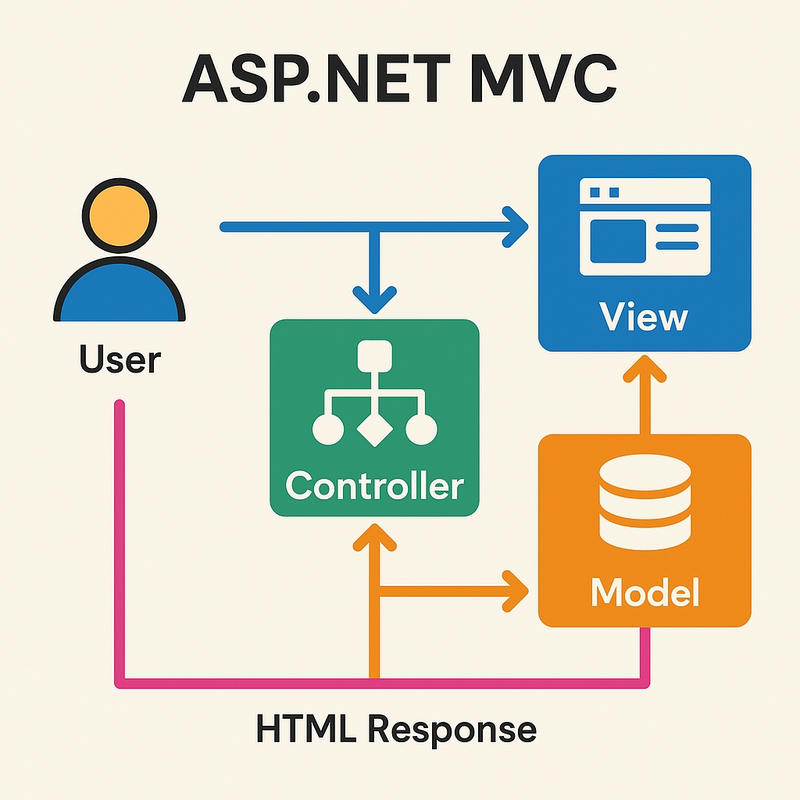 ASP.NET MVC
User
View
Controller
Model
HTML Response